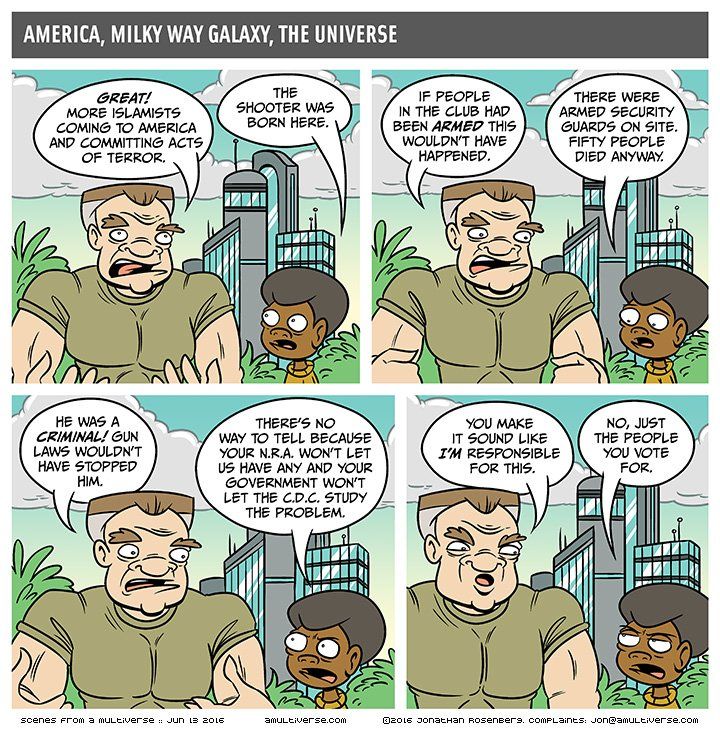 AMERICA, MILKY WAY GALAXY, THE UNIVERSE
GREAT!
MORE ISLAMISTS
COMING TO AMERICA
AND COMMITTING ACTS
OF TERROR.
THE
SHOOTER WAS
BORN HERE.
IF PEOPLE
IN THE CLUB HAD
BEEN ARMED THIS
WOULDN'T HAVE
HAPPENED.
THERE WERE
ARMED SECURITY
GUARDS ON SITE.
FIFTY PEOPLE
DIED ANYWAY.
HE WAS A
CRIMINAL! GUN
LAWS WOULDN'T
HAVE STOPPED
HIM.
THERE'S NO
WAY TO TELL BECAUSE
YOUR N.R.A. WON'T LET
US HAVE ANY AND YOUR
GOVERNMENT WON'T
LET THE C.D.C. STUDY
THE PROBLEM.
YOU MAKE
IT SOUND LIKE
I'M RESPONSIBLE
FOR THIS.
NO, JUST
THE PEOPLE
YOU VOTE
FOR.
Scenes from a Multiverse :: Jun 13 2016
amultiverse.com
©2016 Jonathan Rosenberg. Complaints: jon@amultiverse.com